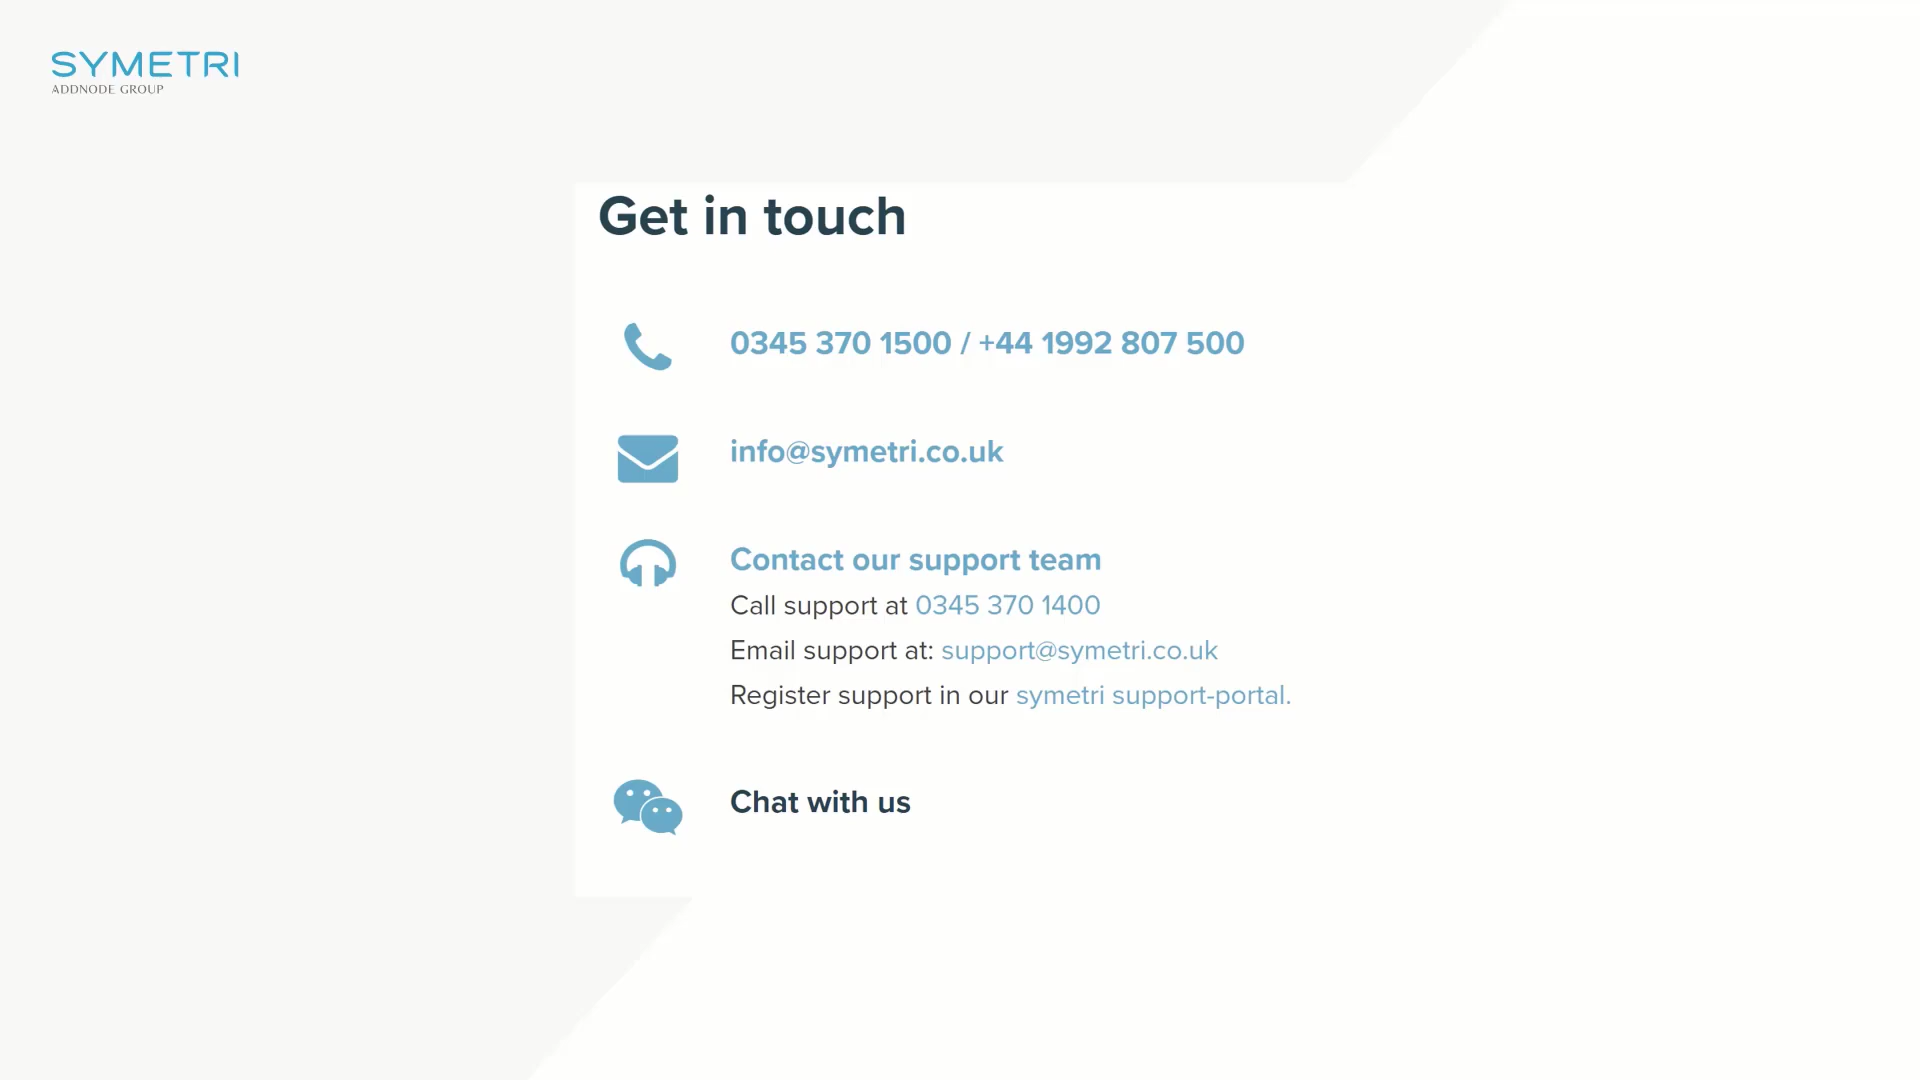 SYMETRI
ADDNODE GROUP
Get in touch
0345 370 1500 / +44 1992 807 500
info@symetri.co.uk
Contact our support team
Call support at 0345 370 1400
Email support at: support@symetri.co.uk
Register support in our symetri support-portal.
Chat with us